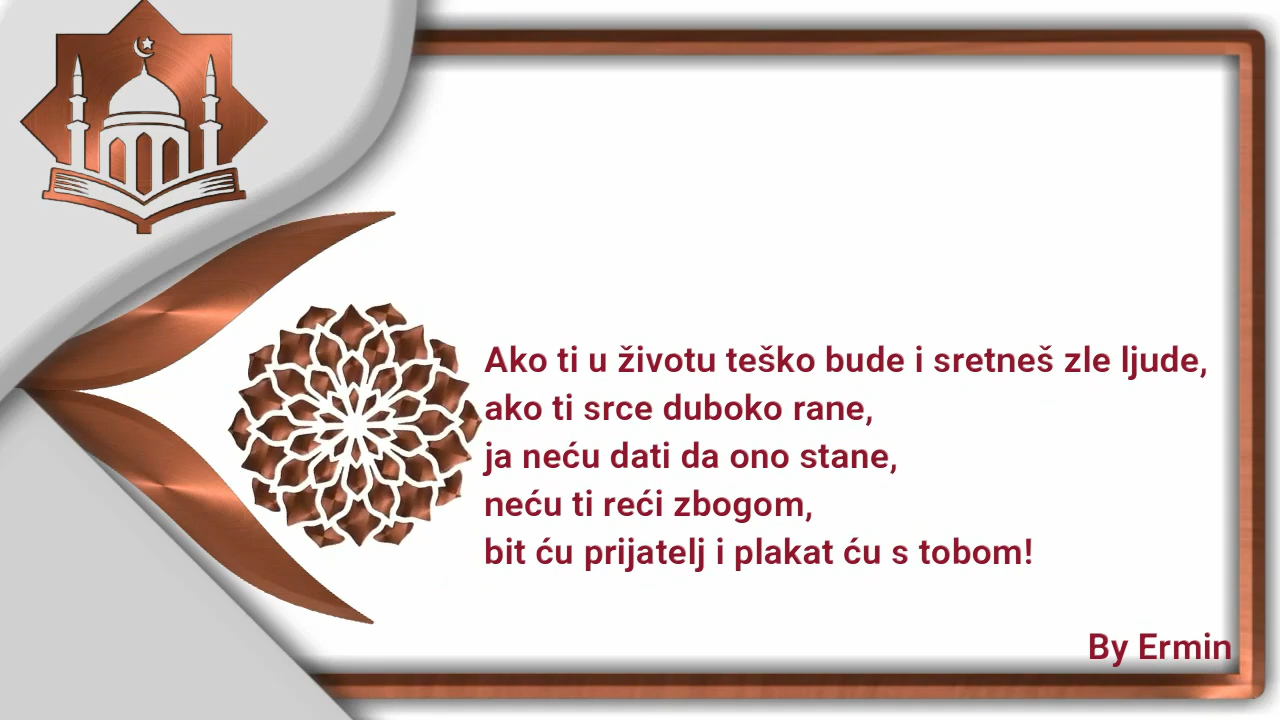 Ako ti u životu teško bude i sretneš zle ljude,
ako ti srce duboko rane,
ja neću dati da ono stane,
neću ti reći zbogom,
bit ću prijatelj i plakat ću s tobom!
By Ermin